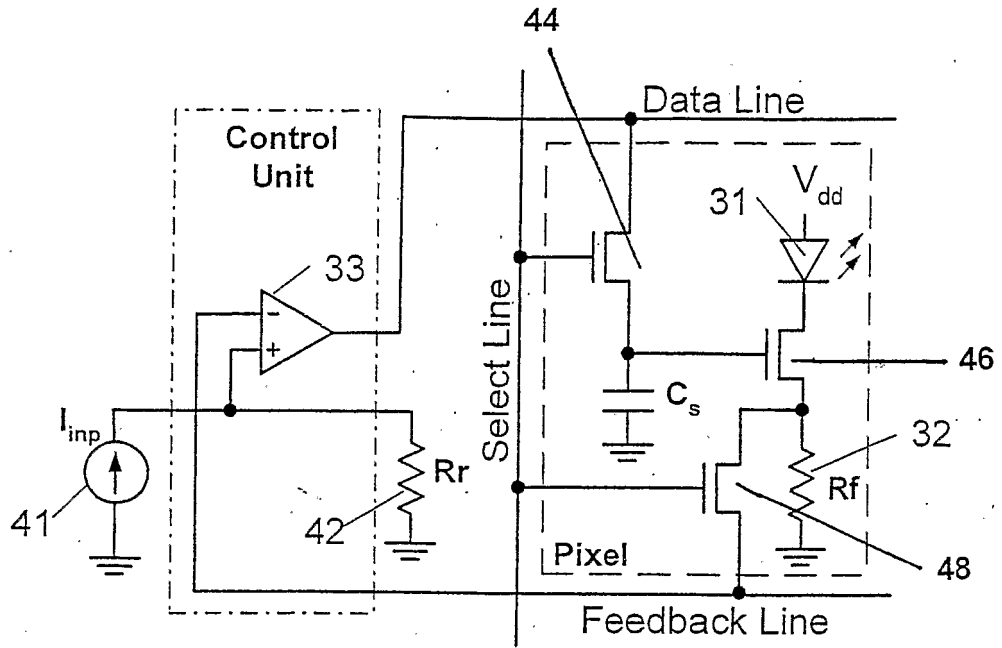 44
Data Line
Control
Unit
V_dd
31
33
-
+
Select Line
46
C_s
I_inp
Rr
32
Rf
41
42
Pixel
48
Feedback Line